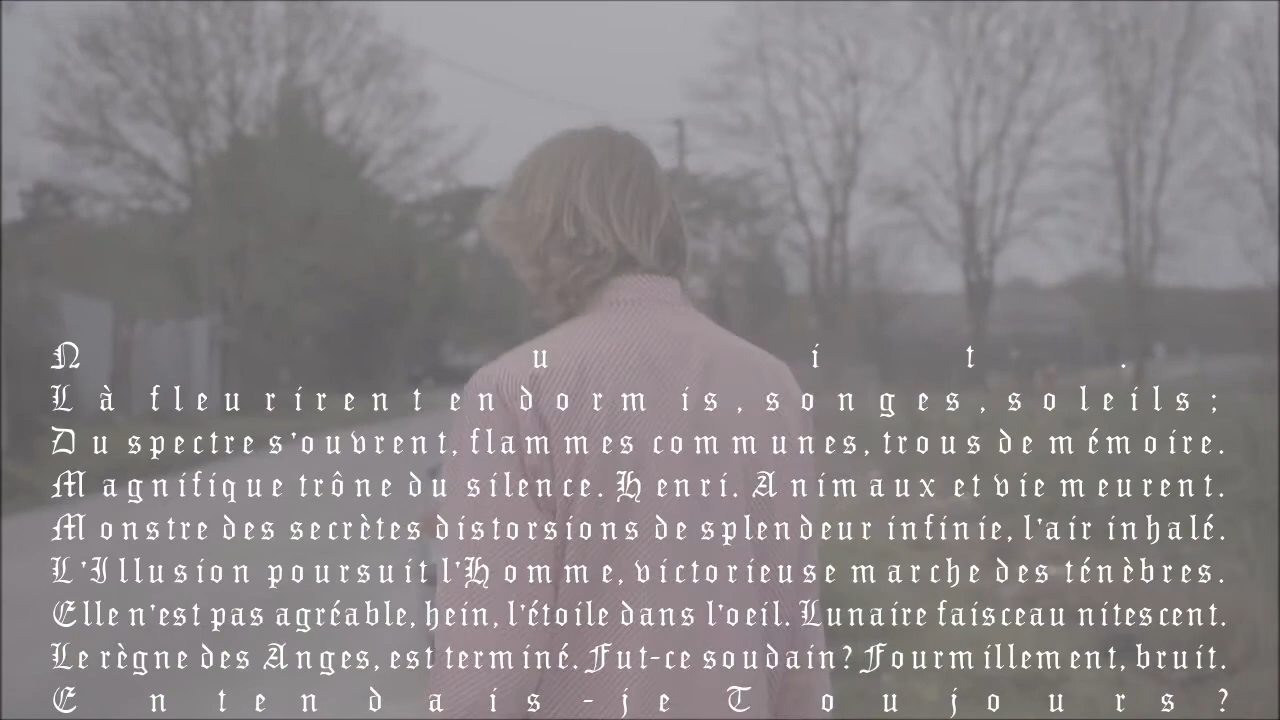 Nuit.
Là fleurirent endormis, songes, soleils ;
Du spectre s'ouvrent, flammes communes, trous de mémoire.
Magnifique trône du silence. Henri. Animaux et vie meurent.
Monstre des secrètes distorsions de splendeur infinie, l'air inhalé.
L'Illusion poursuit l'Homme, victorieuse marche des ténèbres.
Elle n'est pas agréable, hein, l'étoile dans l'oeil. Lunaire faisceau nitescent.
Le règne des Anges, est terminé. Fut-ce soudain? Fourmillement, bruit.
Entendais-je Toujours ?